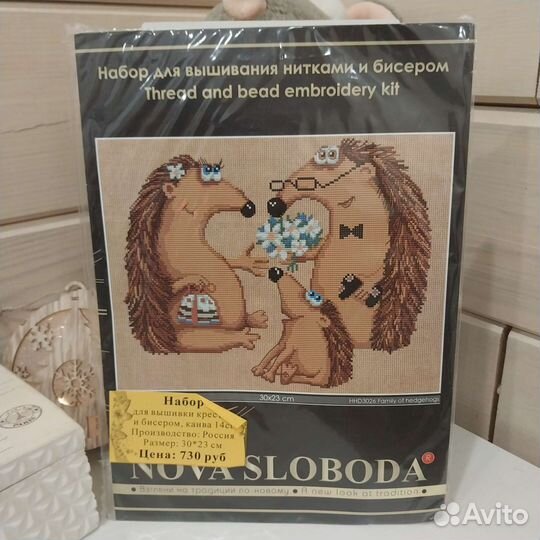 Набор для вышивания нитками и бисером
Thread and bead embroidery kit
30x23 cm
HHD3026 Family of hedgehogs
Набор
для вышивки крес
и бисером, канва 14ct
Производство: Россия
Размер: 30*23 см
Цена: 730 руб
NOVA SLOBODA ®
Взгляни на традиции по-новому • A new look at tradition
Avito